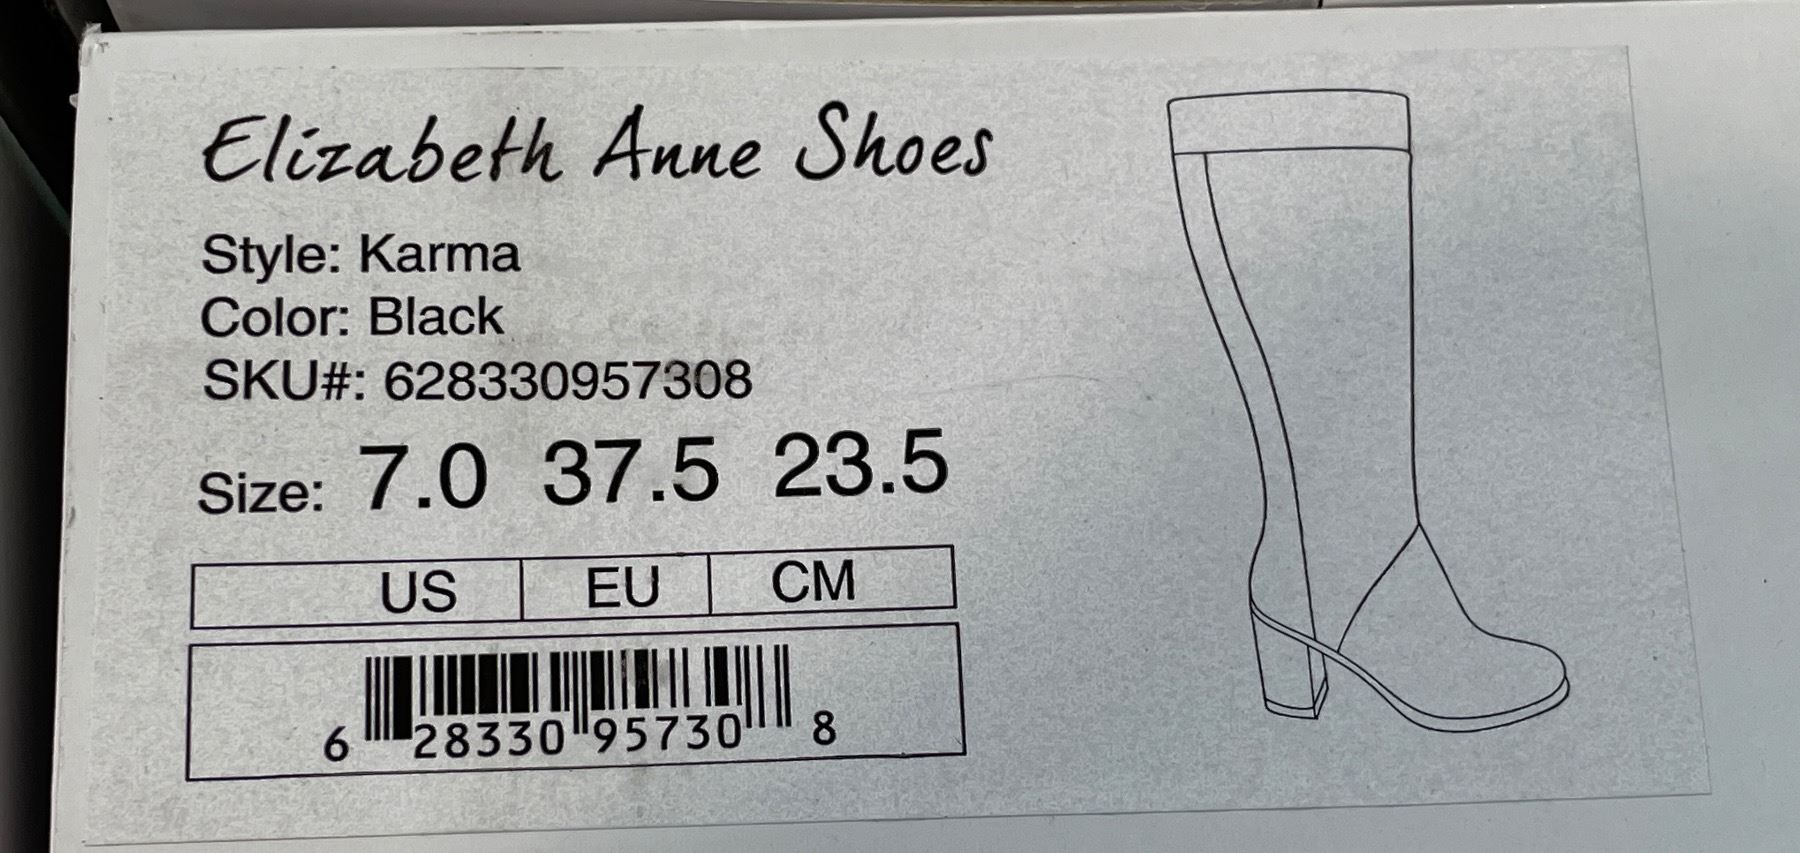 Elizabeth Anne Shoes
Style: Karma
Color: Black
SKU#: 628330957308
Size: 7.0 37.5 23.5
US EU CM
6 28330 95730 8